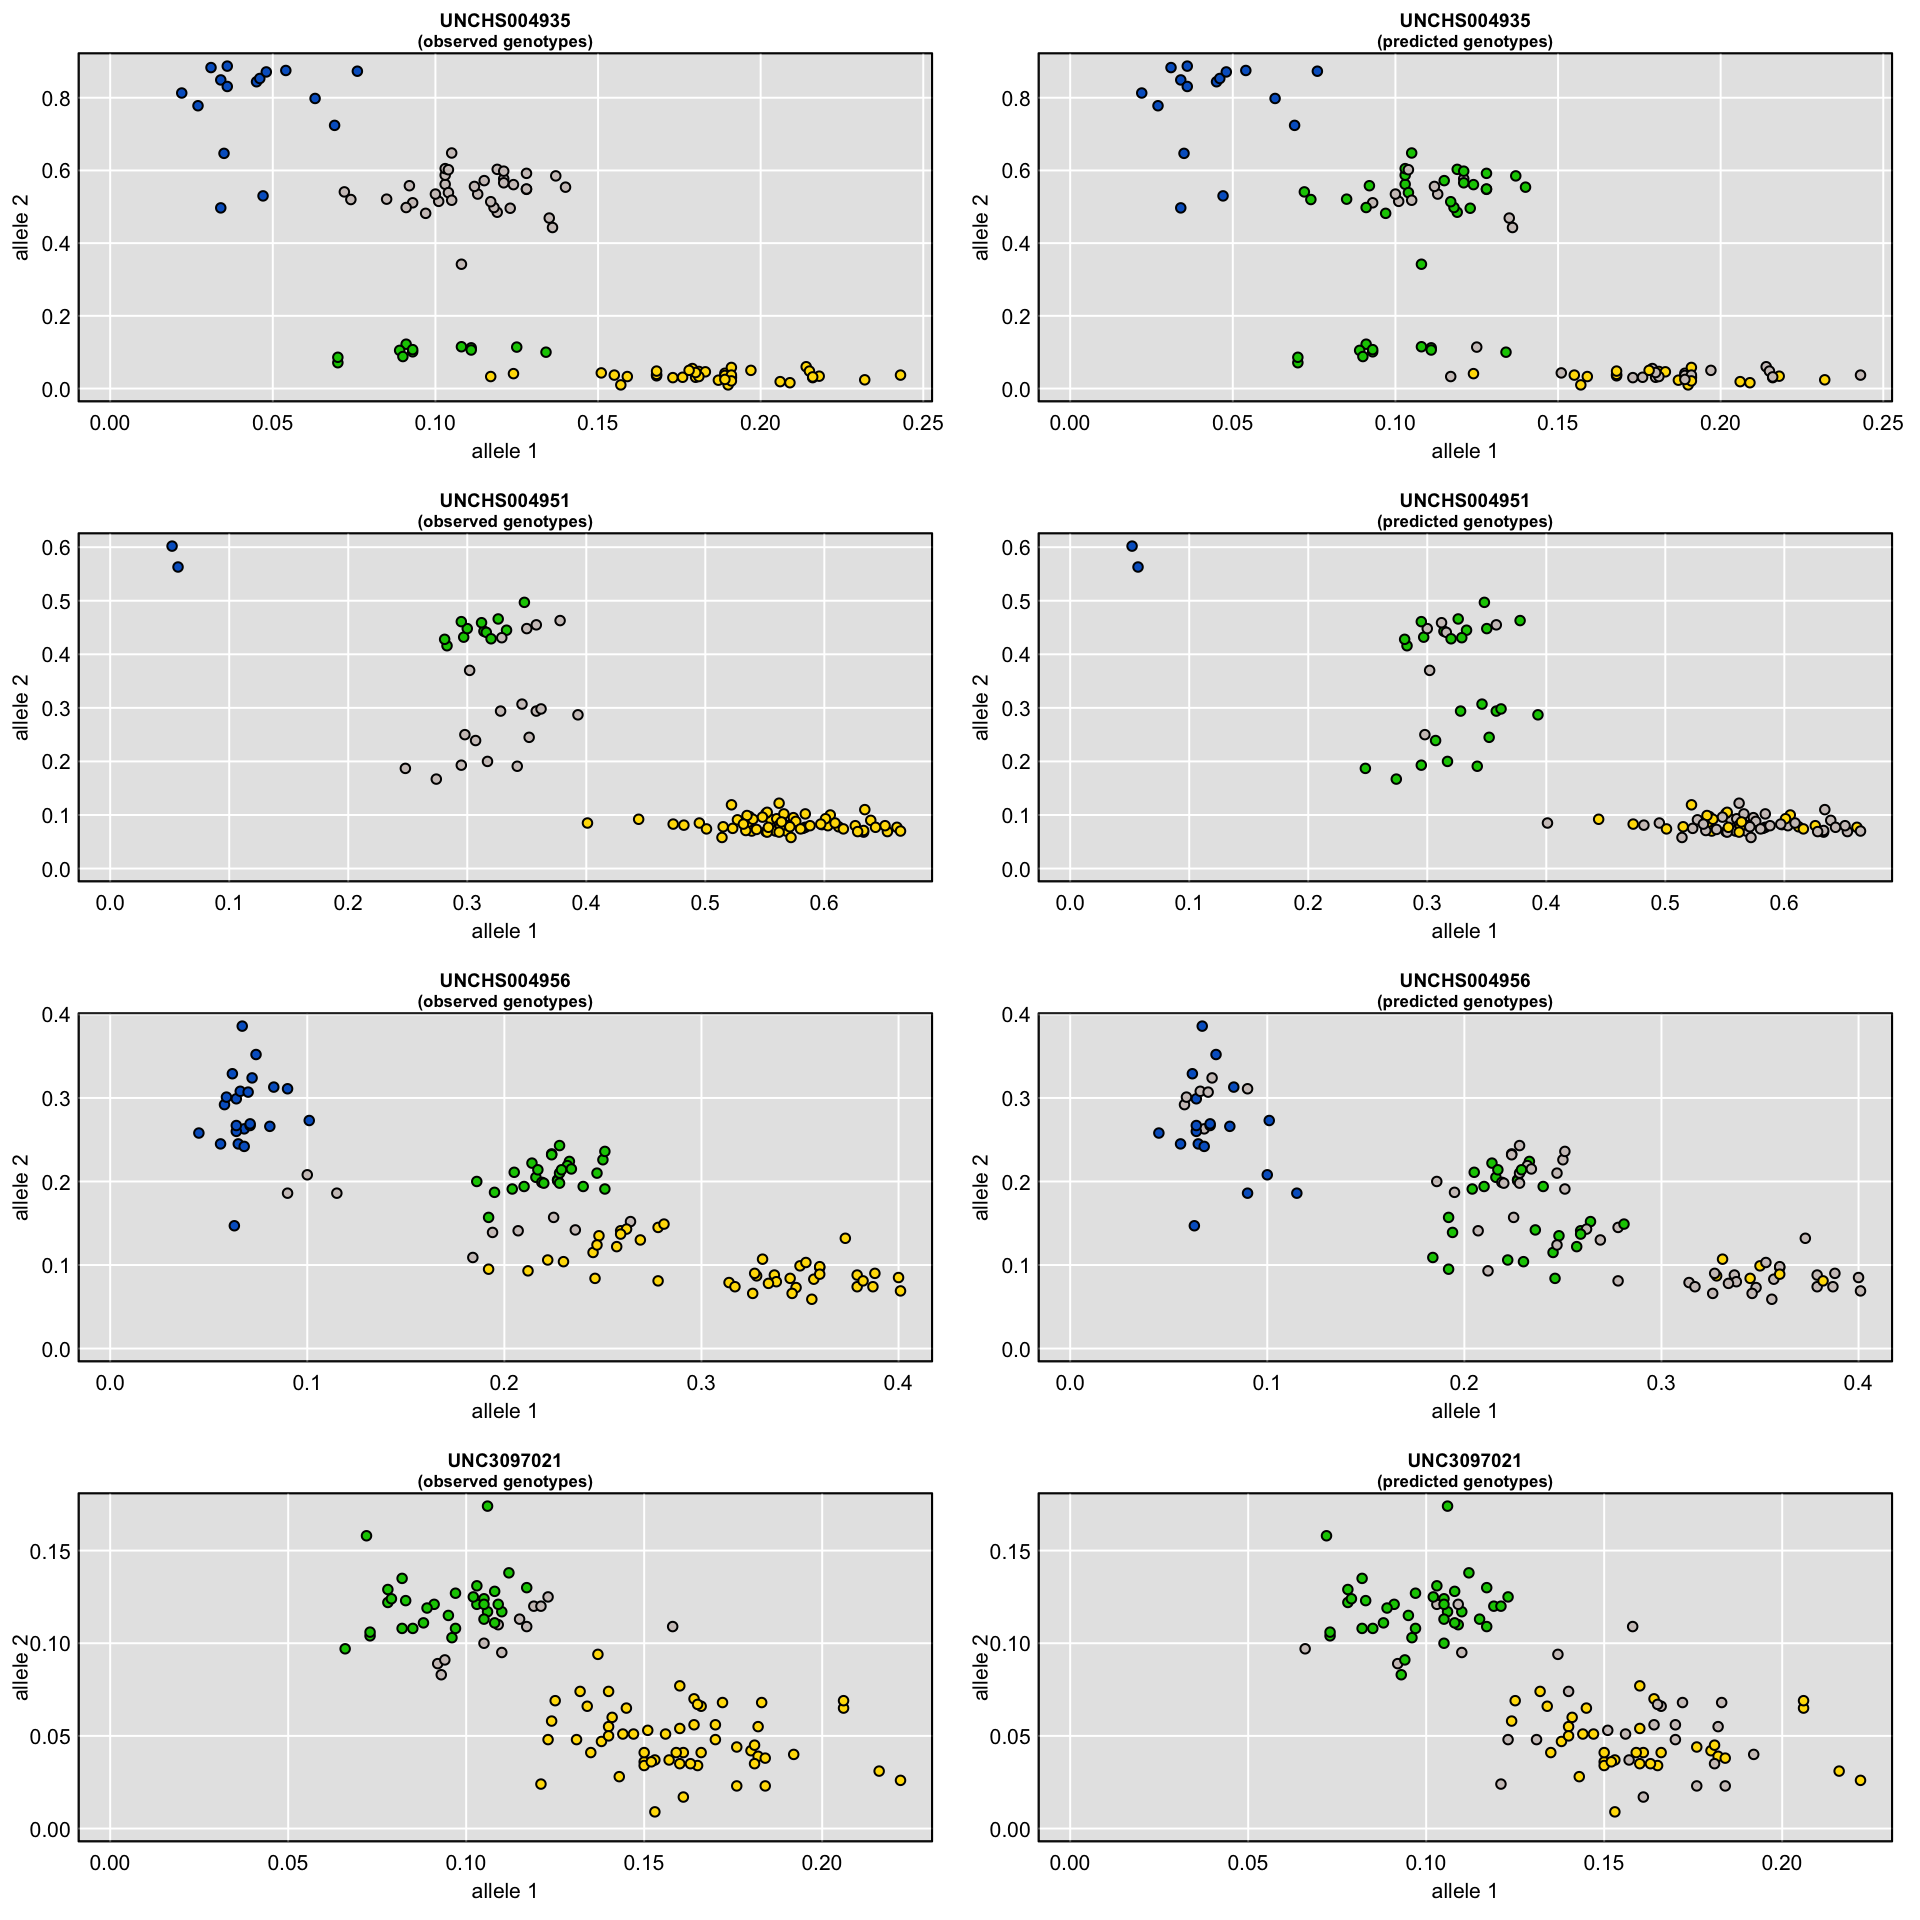 UNCHS004935
(observed genotypes)
allele 2
0.8
0.6
0.4
0.2
0.0
0.00 0.05 0.10 0.15 0.20 0.25
allele 1
UNCHS004935
(predicted genotypes)
allele 2
0.8
0.6
0.4
0.2
0.0
0.00 0.05 0.10 0.15 0.20 0.25
allele 1
UNCHS004951
(observed genotypes)
allele 2
0.6
0.5
0.4
0.3
0.2
0.1
0.0
0.0 0.1 0.2 0.3 0.4 0.5 0.6
allele 1
UNCHS004951
(predicted genotypes)
allele 2
0.6
0.5
0.4
0.3
0.2
0.1
0.0
0.0 0.1 0.2 0.3 0.4 0.5 0.6
allele 1
UNCHS004956
(observed genotypes)
allele 2
0.4
0.3
0.2
0.1
0.0
0.0 0.1 0.2 0.3 0.4
allele 1
UNCHS004956
(predicted genotypes)
allele 2
0.4
0.3
0.2
0.1
0.0
0.0 0.1 0.2 0.3 0.4
allele 1
UNC3097021
(observed genotypes)
allele 2
0.15
0.10
0.05
0.00
0.00 0.05 0.10 0.15 0.20
allele 1
UNC3097021
(predicted genotypes)
allele 2
0.15
0.10
0.05
0.00
0.00 0.05 0.10 0.15 0.20
allele 1